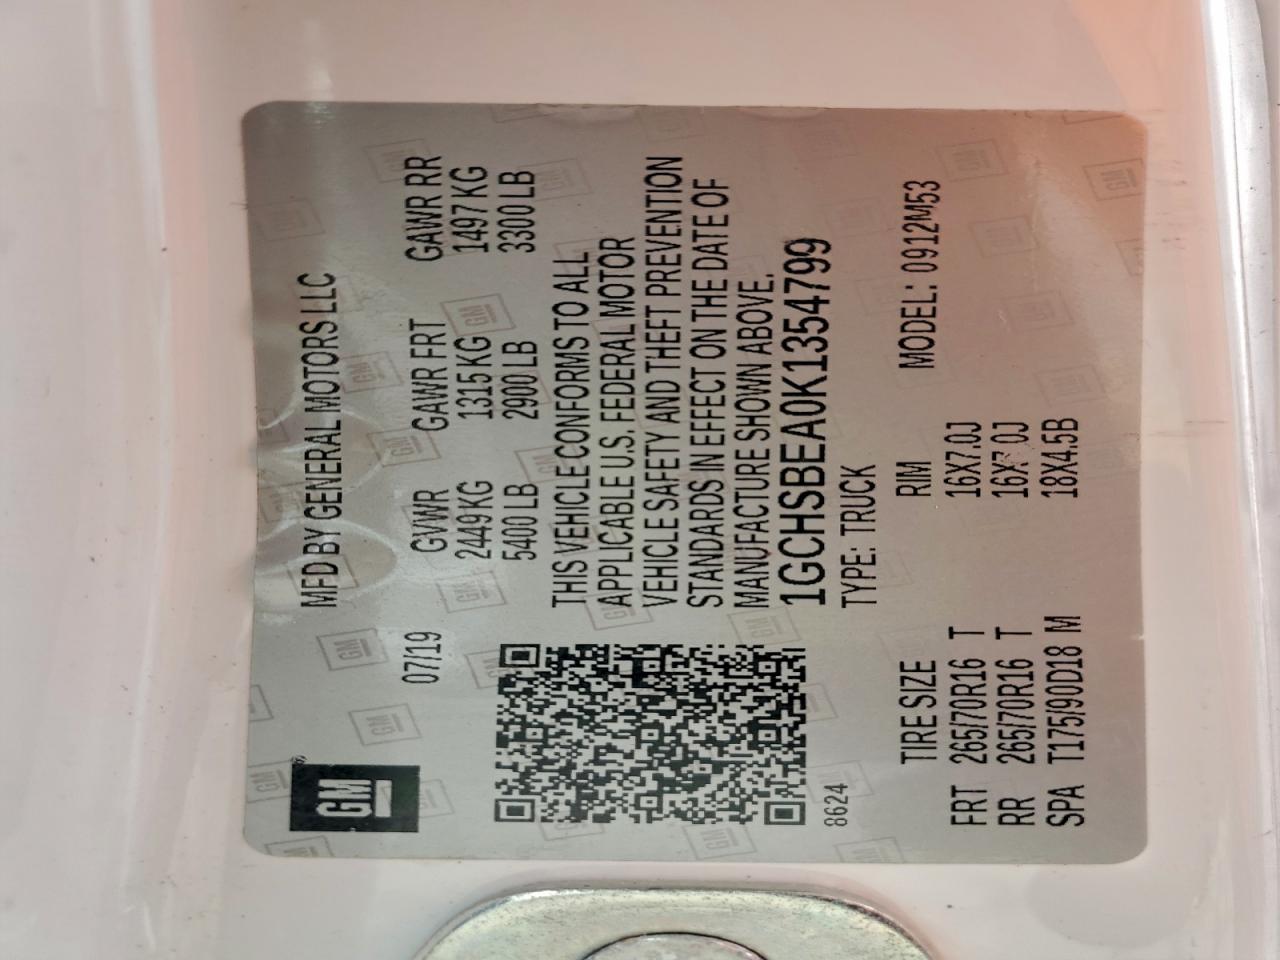 GM®
MFD BY GENERAL MOTORS LLC
07/19
GVWR GAWR FRT GAWR RR
2449 KG 1315 KG 1497 KG
5400 LB 2900 LB 3300 LB
THIS VEHICLE CONFORMS TO ALL
APPLICABLE U.S. FEDERAL MOTOR
VEHICLE SAFETY AND THEFT PREVENTION
STANDARDS IN EFFECT ON THE DATE OF
MANUFACTURE SHOWN ABOVE.
1GCHSBEA0K1354799
8624
TYPE: TRUCK
TIRE SIZE RIM MODEL: 0912M53
FRT 265/70R16 T 16X7.0J
RR 265/70R16 T 16X7.0J
SPA T175/90D18 M 18X4.5B